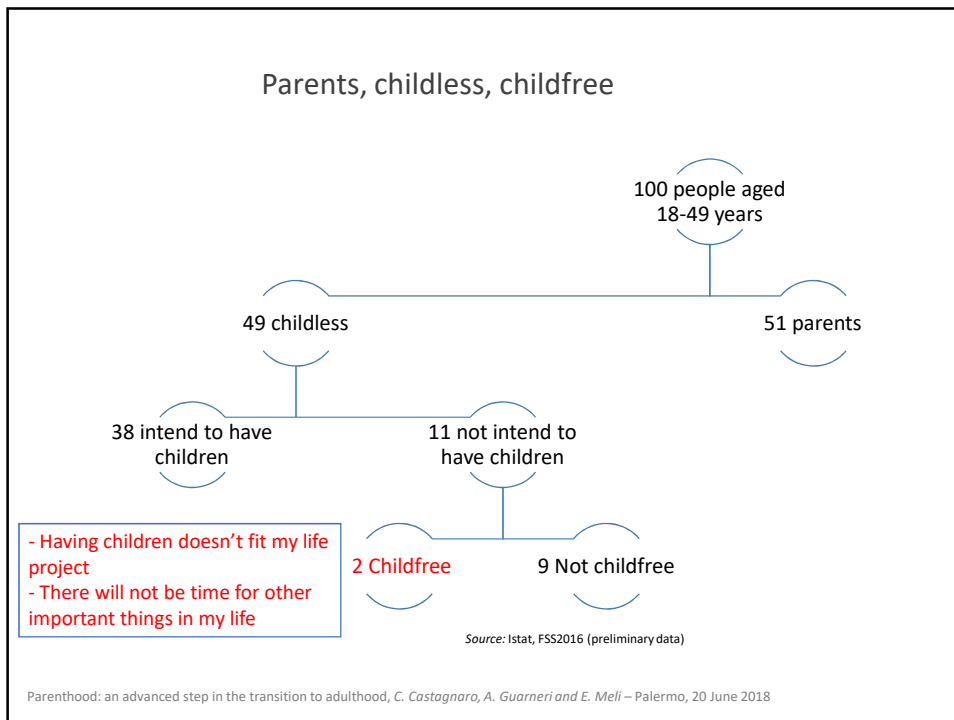 Parents, childless, childfree
100 people aged
18-49 years
49 childless
51 parents
38 intend to have
children
11 not intend to
have children
- Having children doesn’t fit my life
project
- There will not be time for other
important things in my life
2 Childfree
9 Not childfree
Source: Istat, FSS2016 (preliminary data)
Parenthood: an advanced step in the transition to adulthood, C. Castagnaro, A. Guarneri and E. Meli – Palermo, 20 June 2018